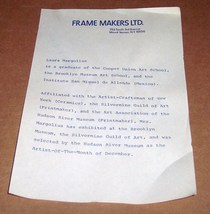 FRAME MAKERS LTD.
Laura Margolius
is a graduate of the Cooper Union Art School,
the Brooklyn Museum Art School, and the
Instituto San Miguel de Allende (Mexico).
Affiliated with the Artist-Craftsmen of New
York (Ceramics), the Silvermine Guild of Art
(Printmaker), and the Art Association of the
Hudson River Museum (Printmaker), Mrs.
Margolius has exhibited at the Brooklyn
Museum, the Silvermine Guild of Art, and was
selected by the Hudson River Museum as the
Artist-Of-The-Month of December.